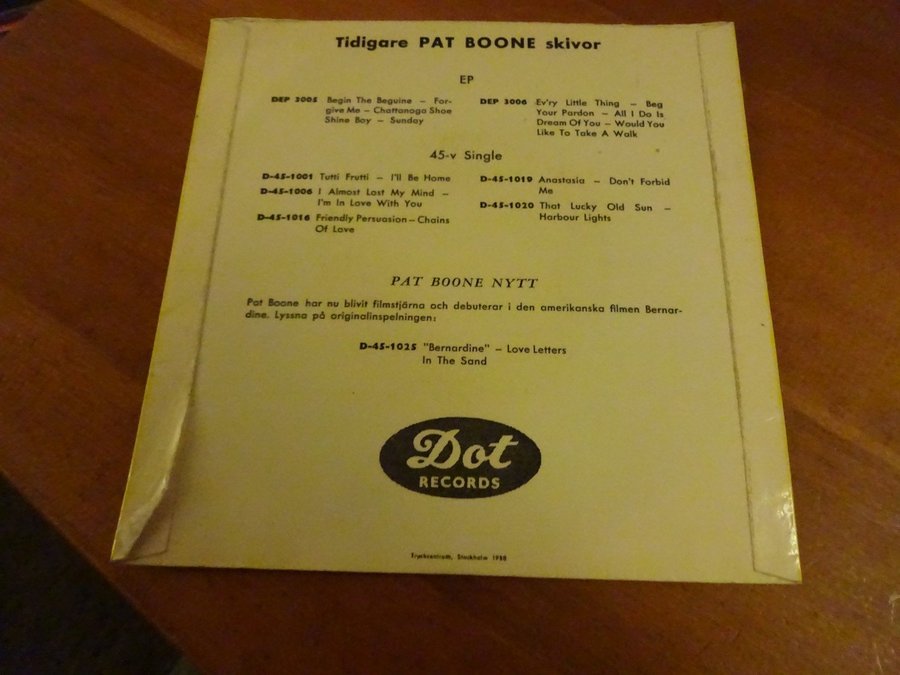 Tidigare PAT BOONE skivor
EP
DEP 3005 Begin The Beguine – For-
give Me – Chattanoga Shoe
Shine Boy – Sunday
DEP 3006 Ev'ry Little Thing – Beg
Your Pardon – All I Do Is
Dream Of You – Would You
Like To Take A Walk
45-v Single
D-45-1001 Tutti Frutti – I'll Be Home
D-45-1006 I Almost Lost My Mind –
I'm In Love With You
D-45-1016 Friendly Persuasion – Chains
Of Love
D-45-1019 Anastasia – Don't Forbid
Me
D-45-1020 That Lucky Old Sun –
Harbour Lights
PAT BOONE NYTT
Pat Boone har nu blivit filmstjärna och debuterar i den amerikanska filmen Bernar-
dine. Lyssna på originalinspelningen:
D-45-1025 "Bernardine" – Love Letters
In The Sand
Dot
RECORDS
Stockholm 1958